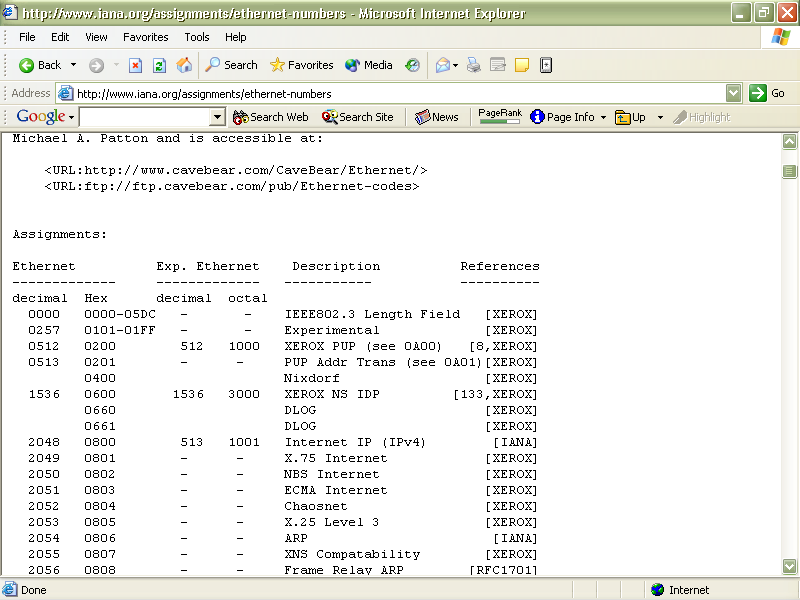 http://www.iana.org/assignments/ethernet-numbers - Microsoft Internet Explorer
File Edit View Favorites Tools Help
Back Search Favorites Media
Address http://www.iana.org/assignments/ethernet-numbers Go
Google Search Web Search Site News PageRank Page Info Up Highlight
Michael A. Patton and is accessible at:
<URL:http://www.cavebear.com/CaveBear/Ethernet/>
<URL:ftp://ftp.cavebear.com/pub/Ethernet-codes>
Assignments:
Ethernet Exp. Ethernet Description References
------------- ------------- ----------- ----------
decimal Hex decimal octal
0000 0000-05DC - - IEEE802.3 Length Field [XEROX]
0257 0101-01FF - - Experimental [XEROX]
0512 0200 512 1000 XEROX PUP (see 0A00) [8,XEROX]
0513 0201 - - PUP Addr Trans (see 0A01)[XEROX]
0400 Nixdorf [XEROX]
1536 0600 1536 3000 XEROX NS IDP [133,XEROX]
0660 DLOG [XEROX]
0661 DLOG [XEROX]
2048 0800 513 1001 Internet IP (IPv4) [IANA]
2049 0801 - - X.75 Internet [XEROX]
2050 0802 - - NBS Internet [XEROX]
2051 0803 - - ECMA Internet [XEROX]
2052 0804 - - Chaosnet [XEROX]
2053 0805 - - X.25 Level 3 [XEROX]
2054 0806 - - ARP [IANA]
2055 0807 - - XNS Compatability [XEROX]
2056 0808 - - Frame Relay ARP [RFC1701]
Done Internet